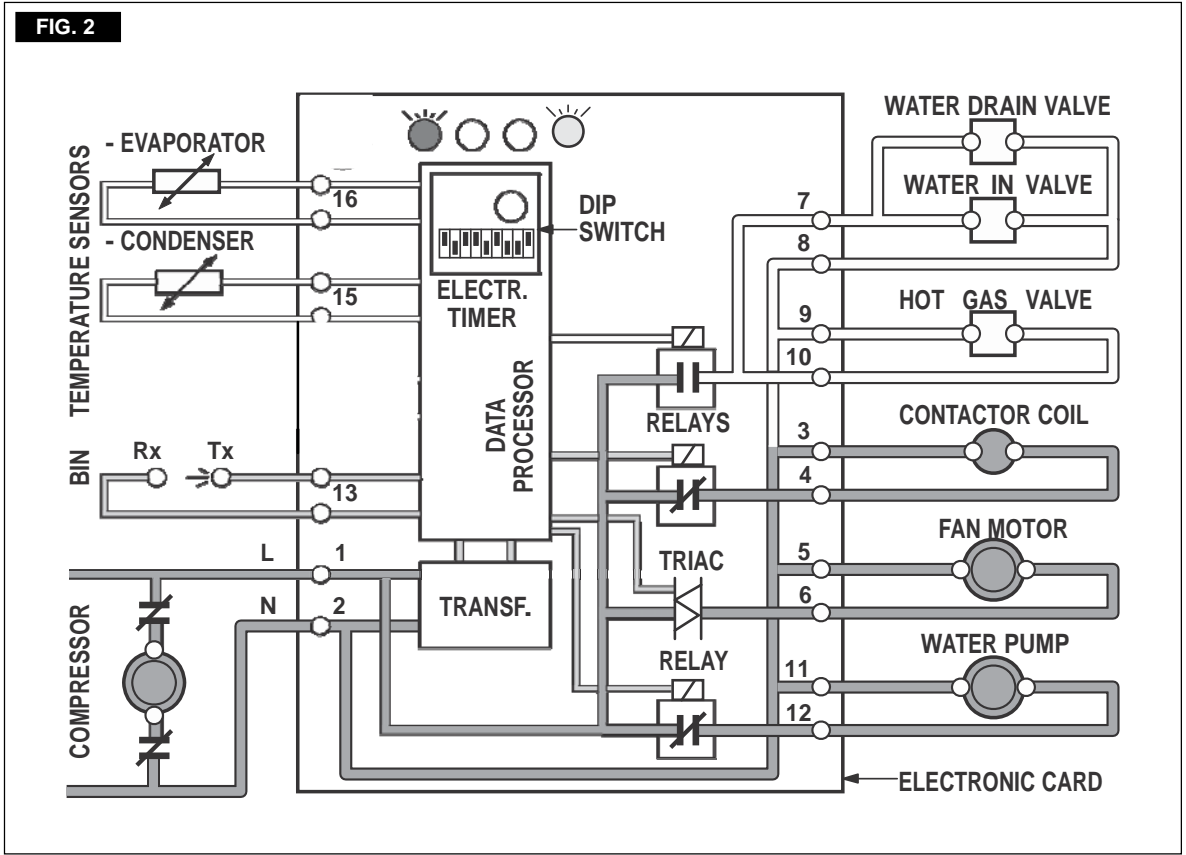 FIG. 2
WATER DRAIN VALVE
- EVAPORATOR
16
WATER IN VALVE
7
DIP
SWITCH
8
- CONDENSER
15
ELECTR.
TIMER
HOT GAS VALVE
9
10
TEMPERATURE SENSORS
DATA
PROCESSOR
RELAYS
CONTACTOR COIL
3
4
BIN
Rx
Tx
13
FAN MOTOR
5
6
TRIAC
L
1
N
2
TRANSF.
COMPRESSOR
RELAY
WATER PUMP
11
12
ELECTRONIC CARD